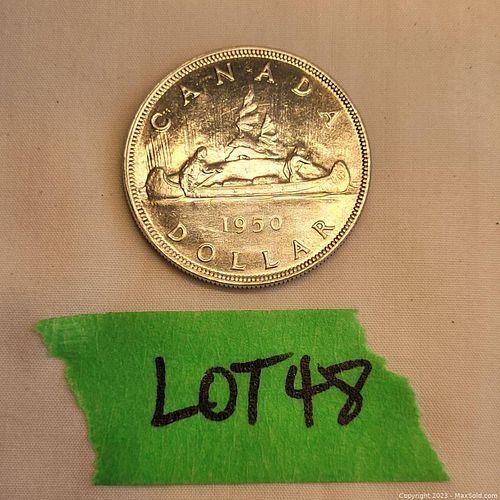 CANADA
1950
DOLLAR
LOT 48
Copyright 2023 - MaxSold.com